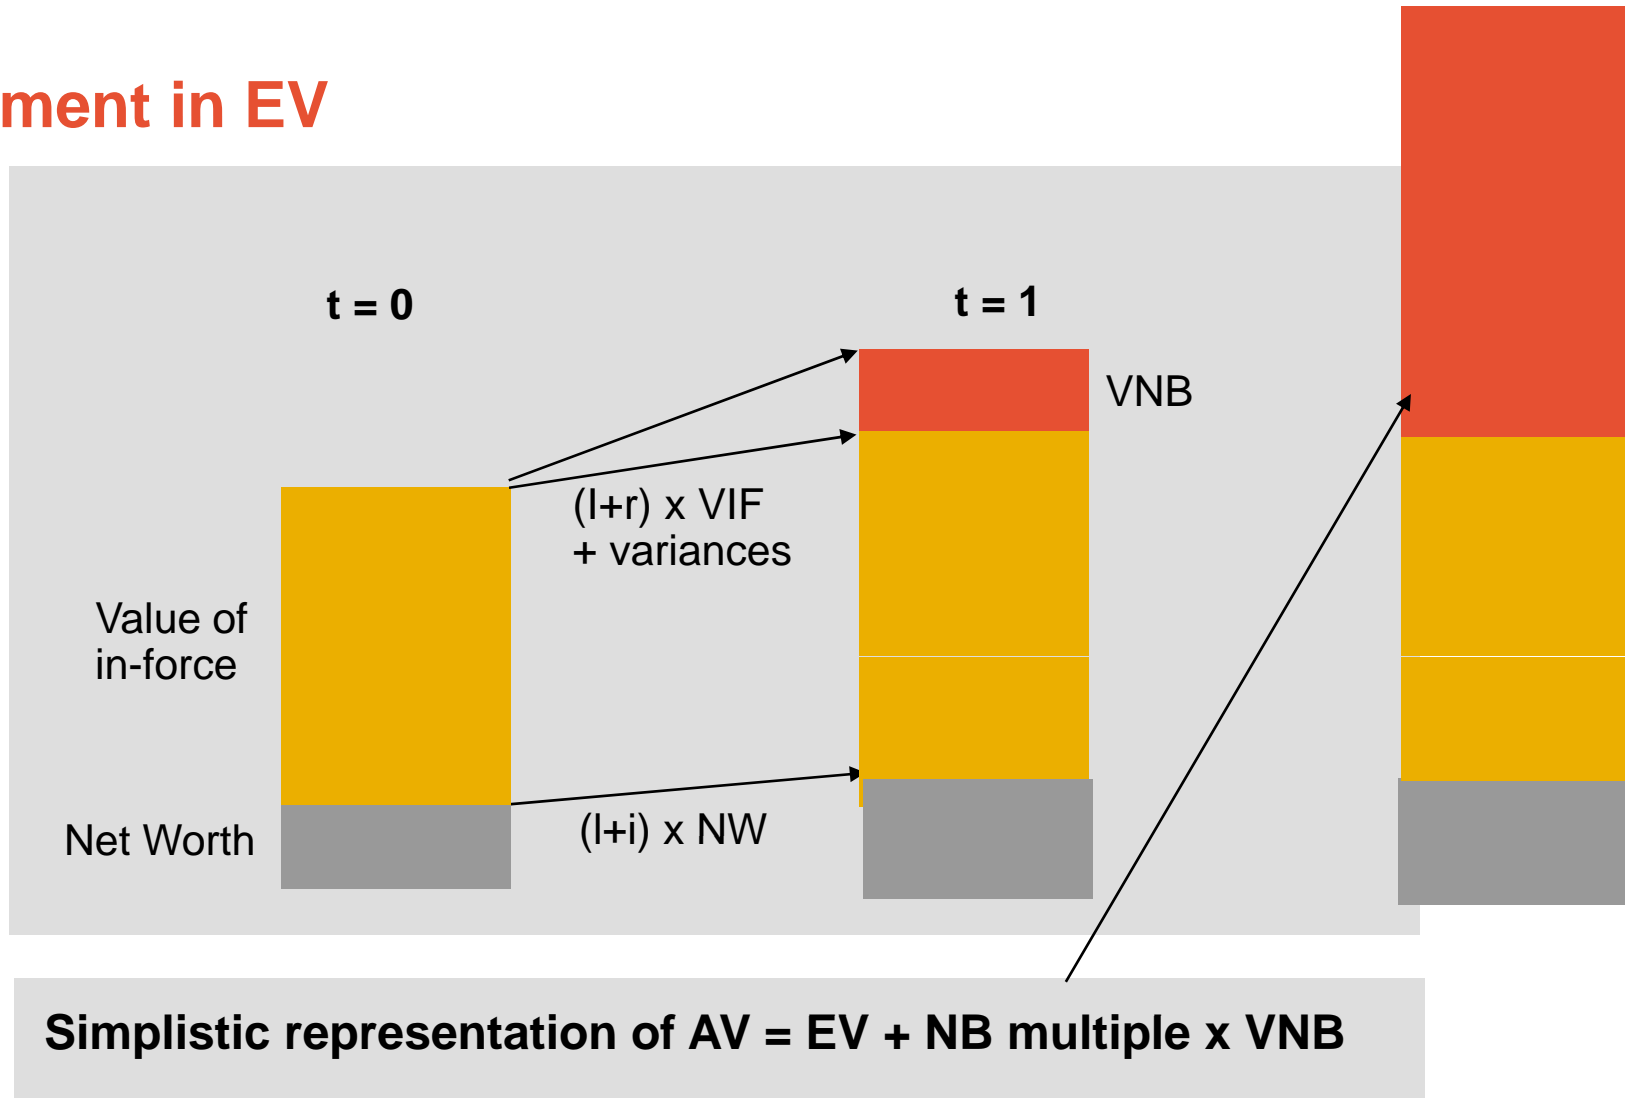 ment in EV
t = 0
t = 1
VNB
(I+r) x VIF
+ variances
Value of
in-force
Net Worth
(I+i) x NW
Simplistic representation of AV = EV + NB multiple x VNB